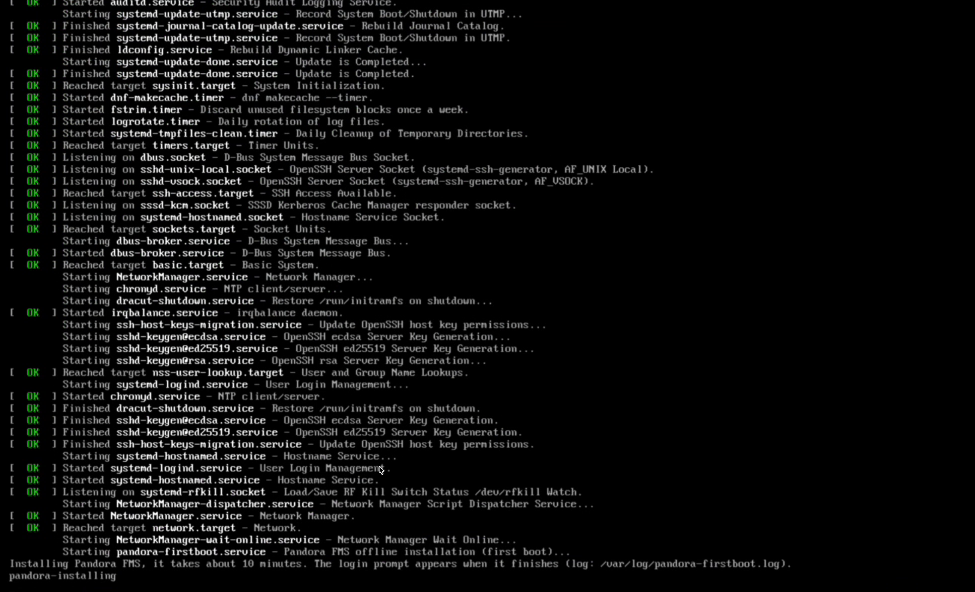 [  OK  ] Started auditd.service - Security Audit Logging Service.
Starting systemd-update-utmp.service - Record System Boot/Shutdown in UTMP...
[  OK  ] Finished systemd-journal-catalog-update.service - Rebuild Journal Catalog.
[  OK  ] Finished systemd-update-utmp.service - Record System Boot/Shutdown in UTMP.
[  OK  ] Finished ldconfig.service - Rebuild Dynamic Linker Cache.
Starting systemd-update-done.service - Update is Completed...
[  OK  ] Finished systemd-update-done.service - Update is Completed.
[  OK  ] Reached target sysinit.target - System Initialization.
[  OK  ] Started dnf-makecache.timer - dnf makecache --timer.
[  OK  ] Started fstrim.timer - Discard unused filesystem blocks once a week.
[  OK  ] Started logrotate.timer - Daily rotation of log files.
[  OK  ] Started systemd-tmpfiles-clean.timer - Daily Cleanup of Temporary Directories.
[  OK  ] Reached target timers.target - Timer Units.
[  OK  ] Listening on dbus.socket - D-Bus System Message Bus Socket.
[  OK  ] Listening on sshd-unix-local.socket - OpenSSH Server Socket (systemd-ssh-generator, AF_UNIX Local).
[  OK  ] Listening on sshd-vsock.socket - OpenSSH Server Socket (systemd-ssh-generator, AF_VSOCK).
[  OK  ] Reached target ssh-access.target - SSH Access Available.
[  OK  ] Listening on sssd-kcm.socket - SSSD Kerberos Cache Manager responder socket.
[  OK  ] Listening on systemd-hostnamed.socket - Hostname Service Socket.
[  OK  ] Reached target sockets.target - Socket Units.
Starting dbus-broker.service - D-Bus System Message Bus...
[  OK  ] Started dbus-broker.service - D-Bus System Message Bus.
[  OK  ] Reached target basic.target - Basic System.
Starting NetworkManager.service - Network Manager...
Starting chronyd.service - NTP client/server...
Starting dracut-shutdown.service - Restore /run/initramfs on shutdown...
[  OK  ] Started irqbalance.service - irqbalance daemon.
Starting ssh-host-keys-migration.service - Update OpenSSH host key permissions...
Starting sshd-keygen@ecdsa.service - OpenSSH ecdsa Server Key Generation...
Starting sshd-keygen@ed25519.service - OpenSSH ed25519 Server Key Generation...
Starting sshd-keygen@rsa.service - OpenSSH rsa Server Key Generation...
[  OK  ] Reached target nss-user-lookup.target - User and Group Name Lookups.
Starting systemd-logind.service - User Login Management...
[  OK  ] Started chronyd.service - NTP client/server.
[  OK  ] Finished dracut-shutdown.service - Restore /run/initramfs on shutdown.
[  OK  ] Finished sshd-keygen@ecdsa.service - OpenSSH ecdsa Server Key Generation.
[  OK  ] Finished sshd-keygen@ed25519.service - OpenSSH ed25519 Server Key Generation.
[  OK  ] Finished ssh-host-keys-migration.service - Update OpenSSH host key permissions.
Starting systemd-hostnamed.service - Hostname Service...
[  OK  ] Started systemd-logind.service - User Login Management.
[  OK  ] Started systemd-hostnamed.service - Hostname Service.
[  OK  ] Listening on systemd-rfkill.socket - Load/Save RF Kill Switch Status /dev/rfkill Watch.
Starting NetworkManager-dispatcher.service - Network Manager Script Dispatcher Service...
[  OK  ] Started NetworkManager.service - Network Manager.
[  OK  ] Reached target network.target - Network.
Starting NetworkManager-wait-online.service - Network Manager Wait Online...
Starting pandora-firstboot.service - Pandora FMS offline installation (first boot)...
Installing Pandora FMS, it takes about 10 minutes. The login prompt appears when it finishes (log: /var/log/pandora-firstboot.log).
pandora-installing